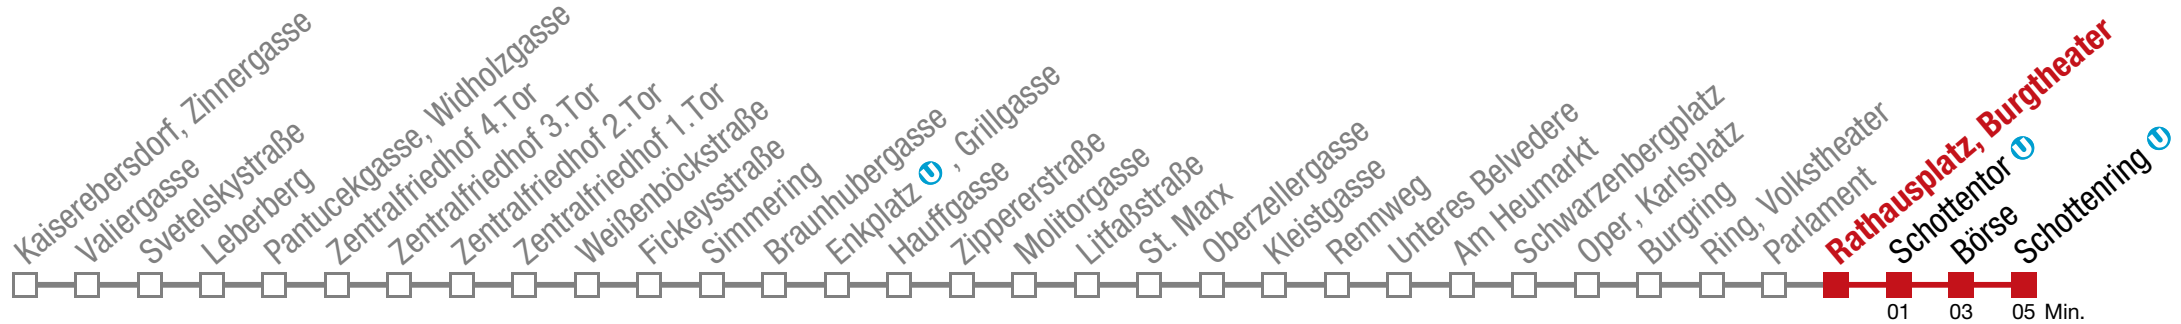 Kaiserebersdorf, Zinnergasse
Valiergasse
Svetelskystraße
Leberberg
Pantucekgasse, Widholzgasse
Zentralfriedhof 4.Tor
Zentralfriedhof 3.Tor
Zentralfriedhof 2.Tor
Zentralfriedhof 1.Tor
Weißenböckstraße
Fickeysstraße
Simmering
Braunhubergasse
Enkplatz U , Grillgasse
Hauffgasse
Zippererstraße
Molitorgasse
Litfaßstraße
St. Marx
Oberzellergasse
Kleistgasse
Rennweg
Unteres Belvedere
Am Heumarkt
Schwarzenbergplatz
Oper, Karlsplatz
Burgring
Ring, Volkstheater
Parlament
Rathausplatz, Burgtheater
Schottentor U
Börse
Schottenring U
01 03 05 Min.